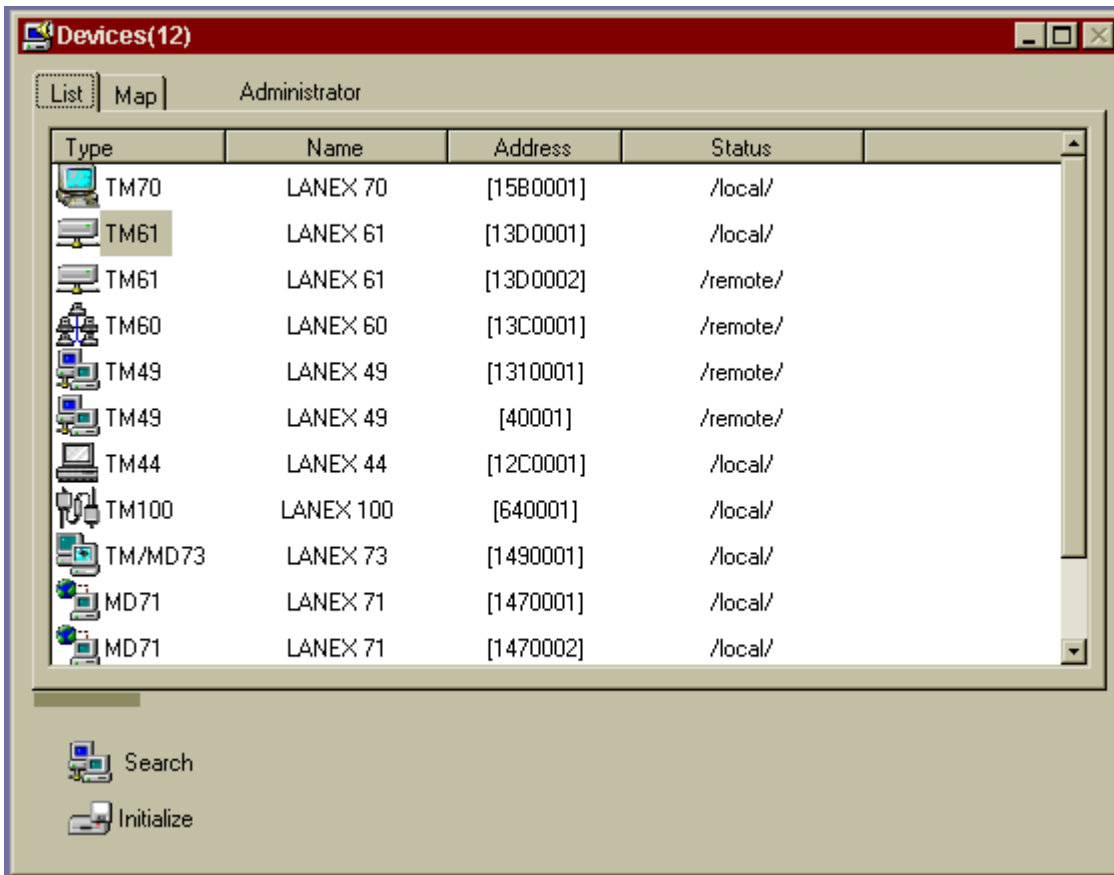 Devices(12)
List Map Administrator
Type Name Address Status
TM70 LANEX 70 [15B0001] /local/
TM61 LANEX 61 [13D0001] /local/
TM61 LANEX 61 [13D0002] /remote/
TM60 LANEX 60 [13C0001] /remote/
TM49 LANEX 49 [1310001] /remote/
TM49 LANEX 49 [40001] /remote/
TM44 LANEX 44 [12C0001] /local/
TM100 LANEX 100 [640001] /local/
TM/MD73 LANEX 73 [1490001] /local/
MD71 LANEX 71 [1470001] /local/
MD71 LANEX 71 [1470002] /local/
Search
Initialize